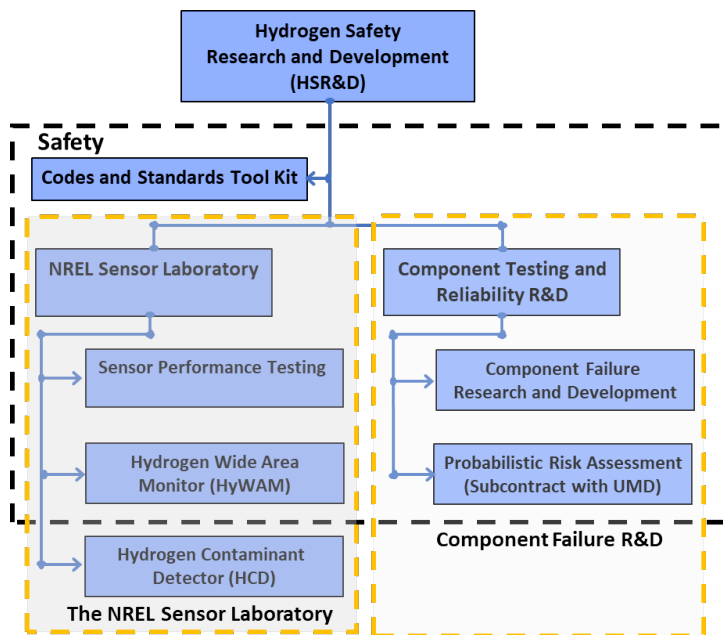 Hydrogen Safety
Research and Development
(HSR&D)
Safety
Codes and Standards Tool Kit
NREL Sensor Laboratory
Component Testing and
Reliability R&D
Sensor Performance Testing
Component Failure
Research and Development
Hydrogen Wide Area
Monitor (HyWAM)
Probabilistic Risk Assessment
(Subcontract with UMD)
Hydrogen Contaminant
Detector (HCD)
Component Failure R&D
The NREL Sensor Laboratory